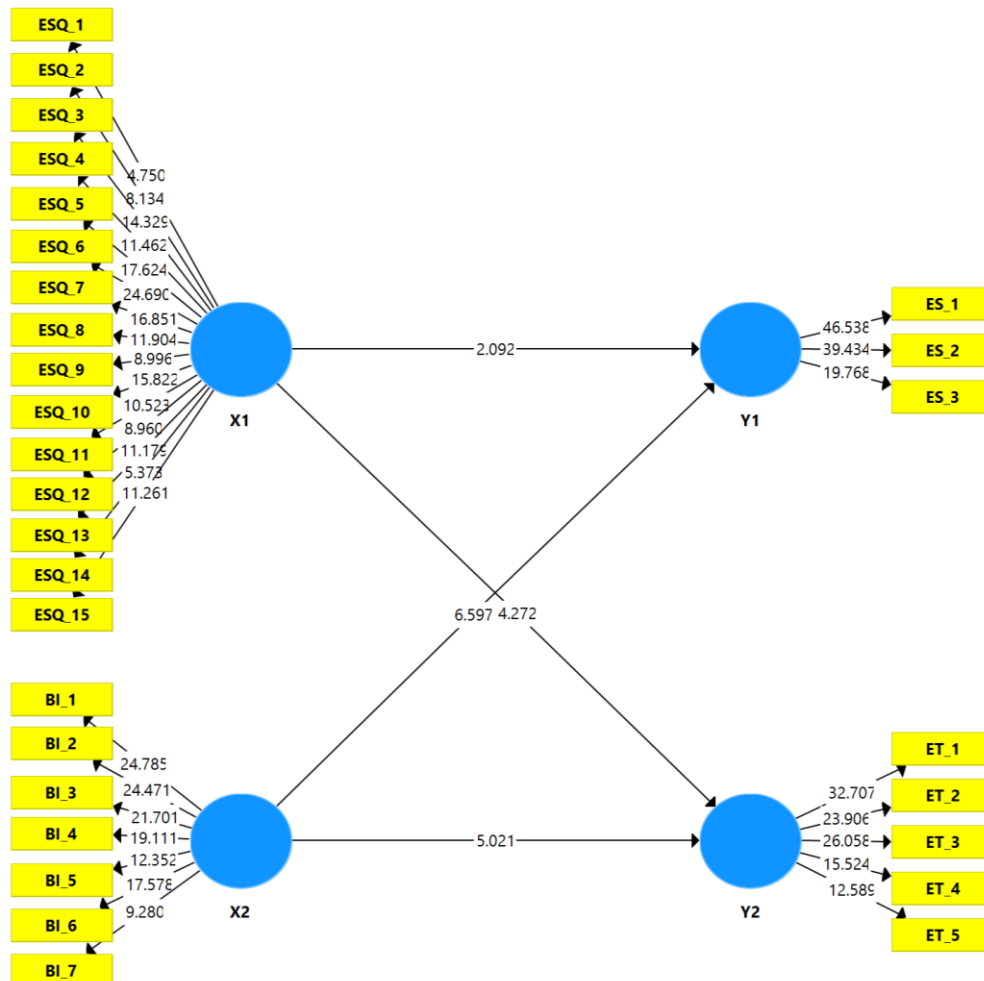 ESQ_1
ESQ_2
ESQ_3
ESQ_4
ESQ_5
ESQ_6
ESQ_7
ESQ_8
ESQ_9
ESQ_10
ESQ_11
ESQ_12
ESQ_13
ESQ_14
ESQ_15
4.750
8.134
14.329
11.462
17.624
24.690
16.851
11.904
8.996
15.822
10.523
8.960
11.179
5.373
11.261
X1
2.092
Y1
46.538
39.434
19.768
ES_1
ES_2
ES_3
6.597 4.272
BI_1
BI_2
BI_3
BI_4
BI_5
BI_6
BI_7
24.785
24.471
21.701
19.111
12.352
17.578
9.280
X2
5.021
Y2
32.707
23.906
26.058
15.524
12.589
ET_1
ET_2
ET_3
ET_4
ET_5